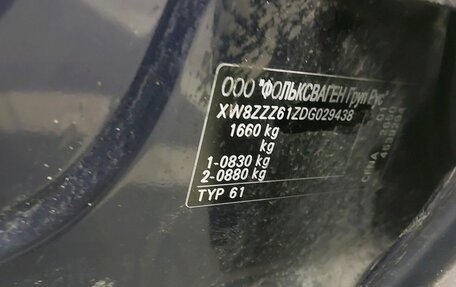 ООО "ФОЛЬКСВАГЕН Груп Рус"
XW8ZZZ61ZDG029438
1660 kg
kg
1-0830 kg
2-0880 kg
TYP 61